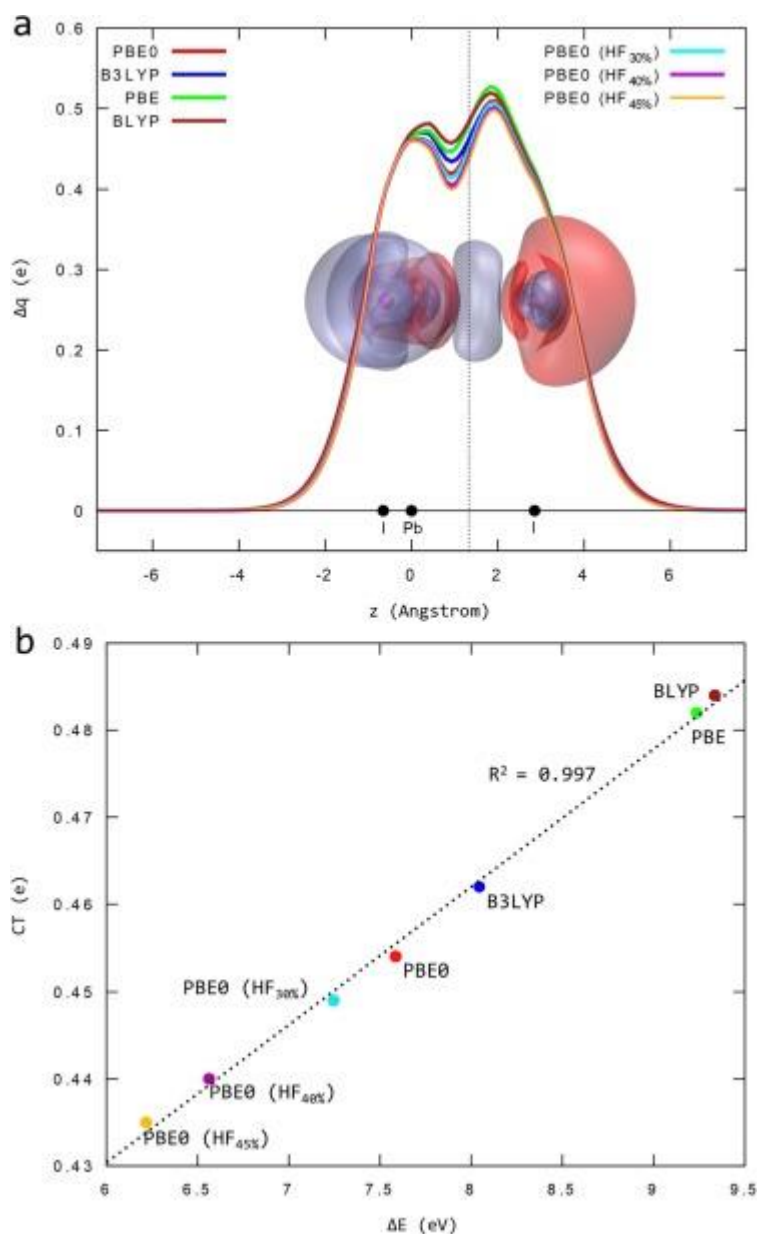 a
0.6
0.5
0.4
0.3
0.2
0.1
0
Δq (e)
PBE0
B3LYP
PBE
BLYP
PBE0 (HF30%)
PBE0 (HF40%)
PBE0 (HF45%)
I Pb I
-6 -4 -2 0 2 4 6
z (Angstrom)
b
0.49
0.48
0.47
0.46
0.45
0.44
0.43
CT (e)
BLYP
PBE
R² = 0.997
B3LYP
PBE0
PBE0 (HF30%)
PBE0 (HF40%)
PBE0 (HF45%)
6 6.5 7 7.5 8 8.5 9 9.5
ΔE (eV)